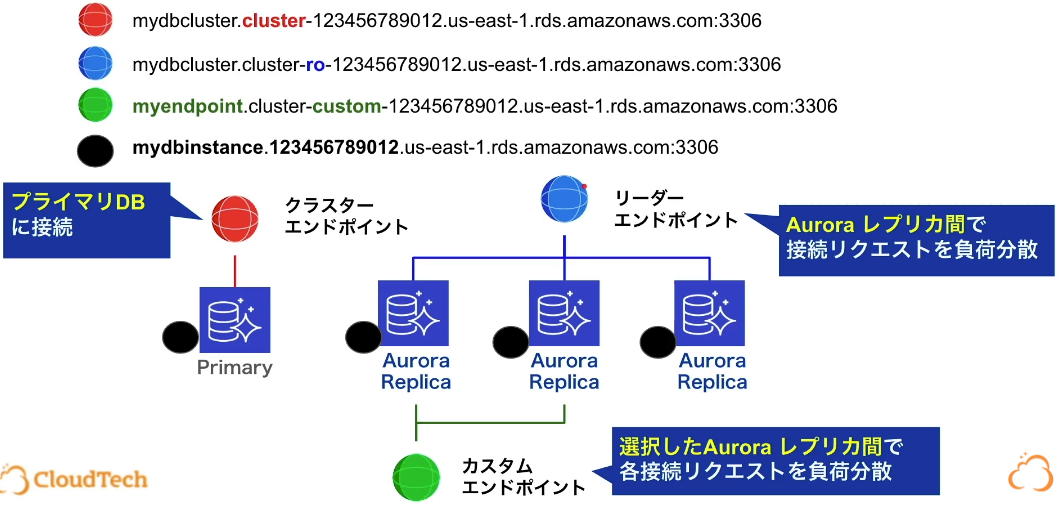 mydbcluster.cluster-123456789012.us-east-1.rds.amazonaws.com:3306
mydbcluster.cluster-ro-123456789012.us-east-1.rds.amazonaws.com:3306
myendpoint.cluster-custom-123456789012.us-east-1.rds.amazonaws.com:3306
mydbinstance.123456789012.us-east-1.rds.amazonaws.com:3306
プライマリDB
に接続
クラスター
エンドポイント
リーダー
エンドポイント
Aurora レプリカ間で
接続リクエストを負荷分散
Primary
Aurora
Replica
Aurora
Replica
Aurora
Replica
カスタム
エンドポイント
選択したAurora レプリカ間で
各接続リクエストを負荷分散
CloudTech